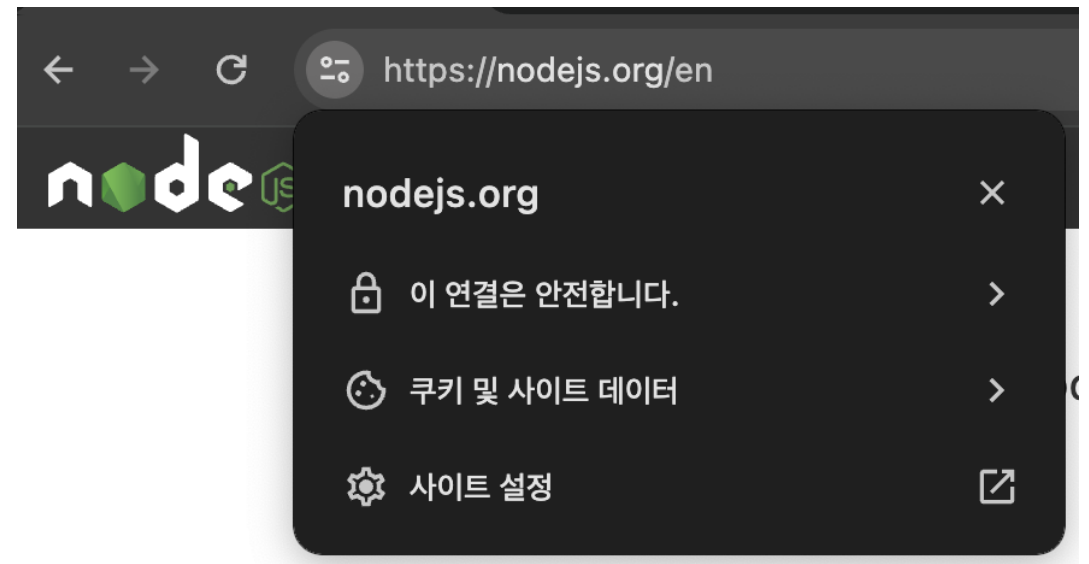 https://nodejs.org/en
node JS
nodejs.org
이 연결은 안전합니다.
쿠키 및 사이트 데이터
사이트 설정